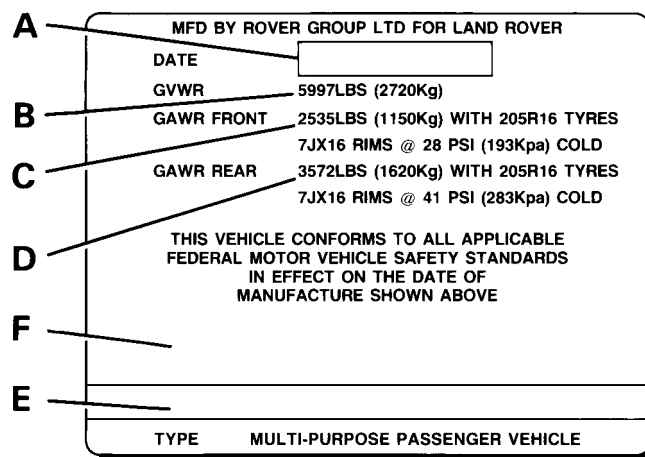 A
MFD BY ROVER GROUP LTD FOR LAND ROVER
DATE
B
GVWR 5997LBS (2720Kg)
GAWR FRONT 2535LBS (1150Kg) WITH 205R16 TYRES
7JX16 RIMS @ 28 PSI (193Kpa) COLD
C
GAWR REAR 3572LBS (1620Kg) WITH 205R16 TYRES
7JX16 RIMS @ 41 PSI (283Kpa) COLD
D
THIS VEHICLE CONFORMS TO ALL APPLICABLE
FEDERAL MOTOR VEHICLE SAFETY STANDARDS
IN EFFECT ON THE DATE OF
MANUFACTURE SHOWN ABOVE
F
E
TYPE MULTI-PURPOSE PASSENGER VEHICLE